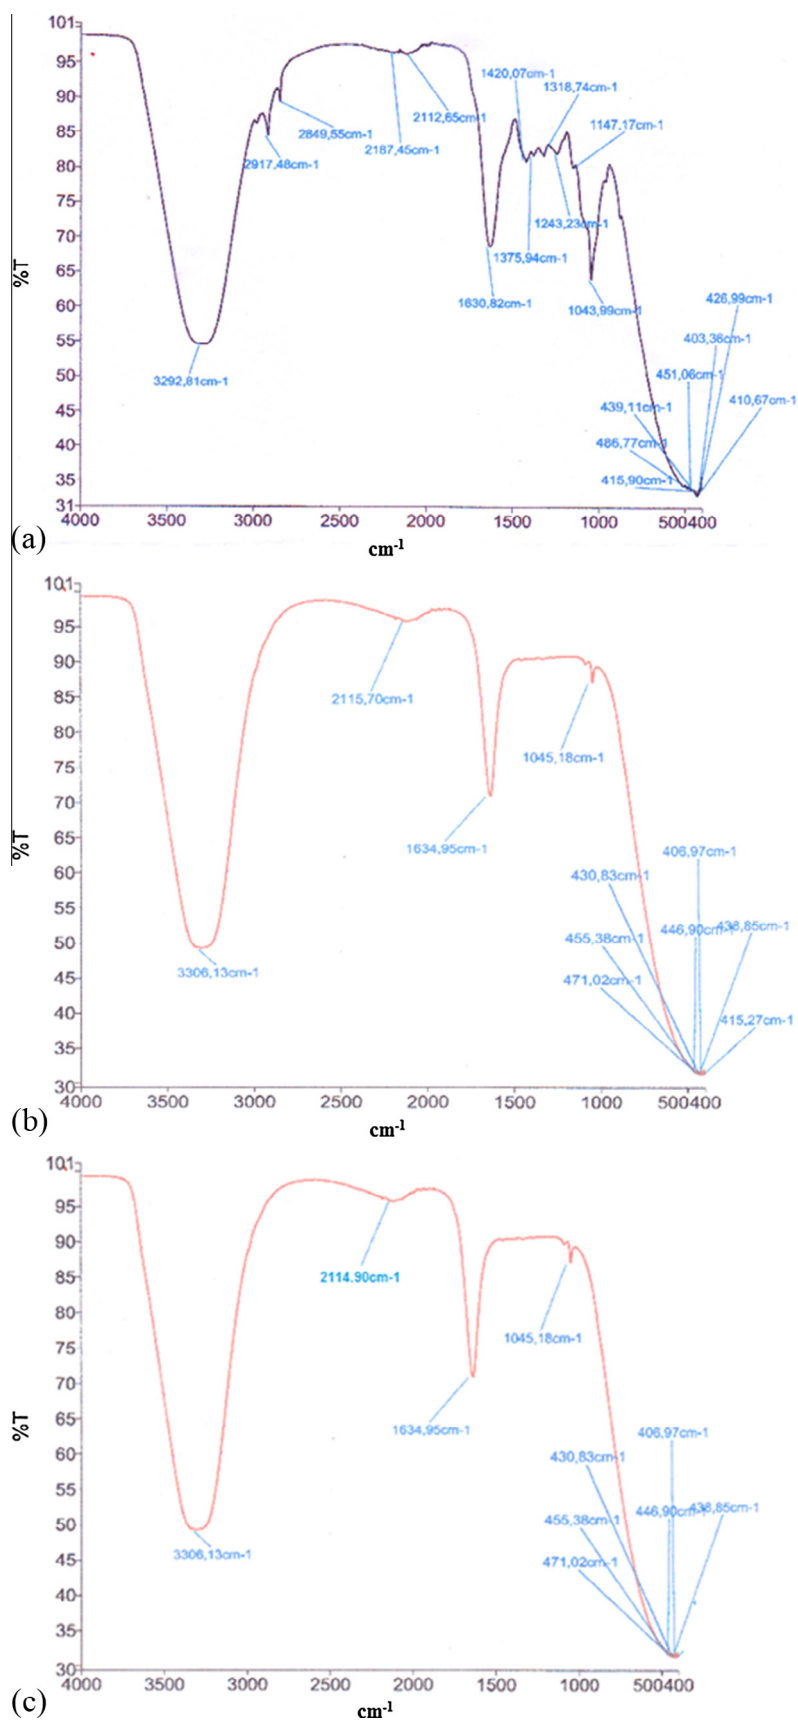 101
95
90
85
80
75
70
65
60
55
50
45
40
35
31
%T
1420,07cm-1
1318,74cm-1
2112,65cm-1
1147.17cm-1
2849,55cm-1
2187,45cm-1
2917,48cm-1
1243,23cm-1
1375,94cm-1
1630,82cm-1
1043,99cm-1
426,99cm-1
403,36cm-1
3292,81cm-1
451,06cm-1
439,11cm-1
410,67cm-1
486,77cm-1
415,90cm-1
4000 3500 3000 2500 2000 1500 1000 500400
(a)
cm-1
101
95
90
85
80
75
70
65
60
55
50
45
40
35
30
%T
2115,70cm-1
1045,18cm-1
1634,95cm-1
406,97cm-1
430,83cm-1
446,90cm-1
438,85cm-1
455,38cm-1
3306,13cm-1
471,02cm-1
415,27cm-1
4000 3500 3000 2500 2000 1500 1000 500400
(b)
cm-1
101
95
90
85
80
75
70
65
60
55
50
45
40
35
30
%T
2114.90cm-1
1045,18cm-1
1634,95cm-1
406,97cm-1
430,83cm-1
446,90cm-1
438,85cm-1
455,38cm-1
3306,13cm-1
471,02cm-1
4000 3500 3000 2500 2000 1500 1000 500400
(c)
cm-1